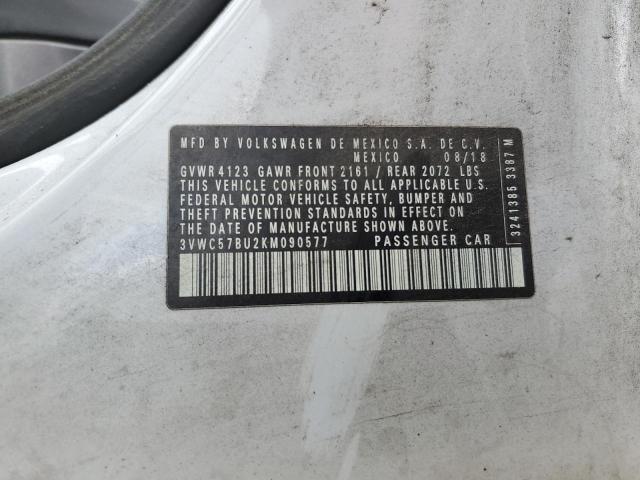 MFD BY VOLKSWAGEN DE MEXICO S.A. DE C.V.
MEXICO 08/18
GVWR 4123 GAWR FRONT 2161 / REAR 2072 LBS
THIS VEHICLE CONFORMS TO ALL APPLICABLE U.S.
FEDERAL MOTOR VEHICLE SAFETY, BUMPER AND
THEFT PREVENTION STANDARDS IN EFFECT ON
THE DATE OF MANUFACTURE SHOWN ABOVE.
3VWC57BU2KM090577 PASSENGER CAR
3241385 3387 M